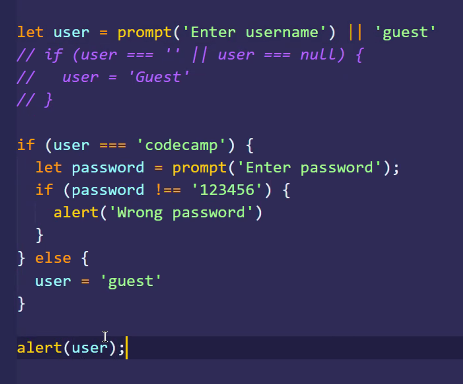 let user = prompt('Enter username') || 'guest'
// if (user === '' || user === null) {
//   user = 'Guest'
// }
if (user === 'codecamp') {
  let password = prompt('Enter password');
  if (password !== '123456') {
    alert('Wrong password')
  }
} else {
  user = 'guest'
}
alert(user);